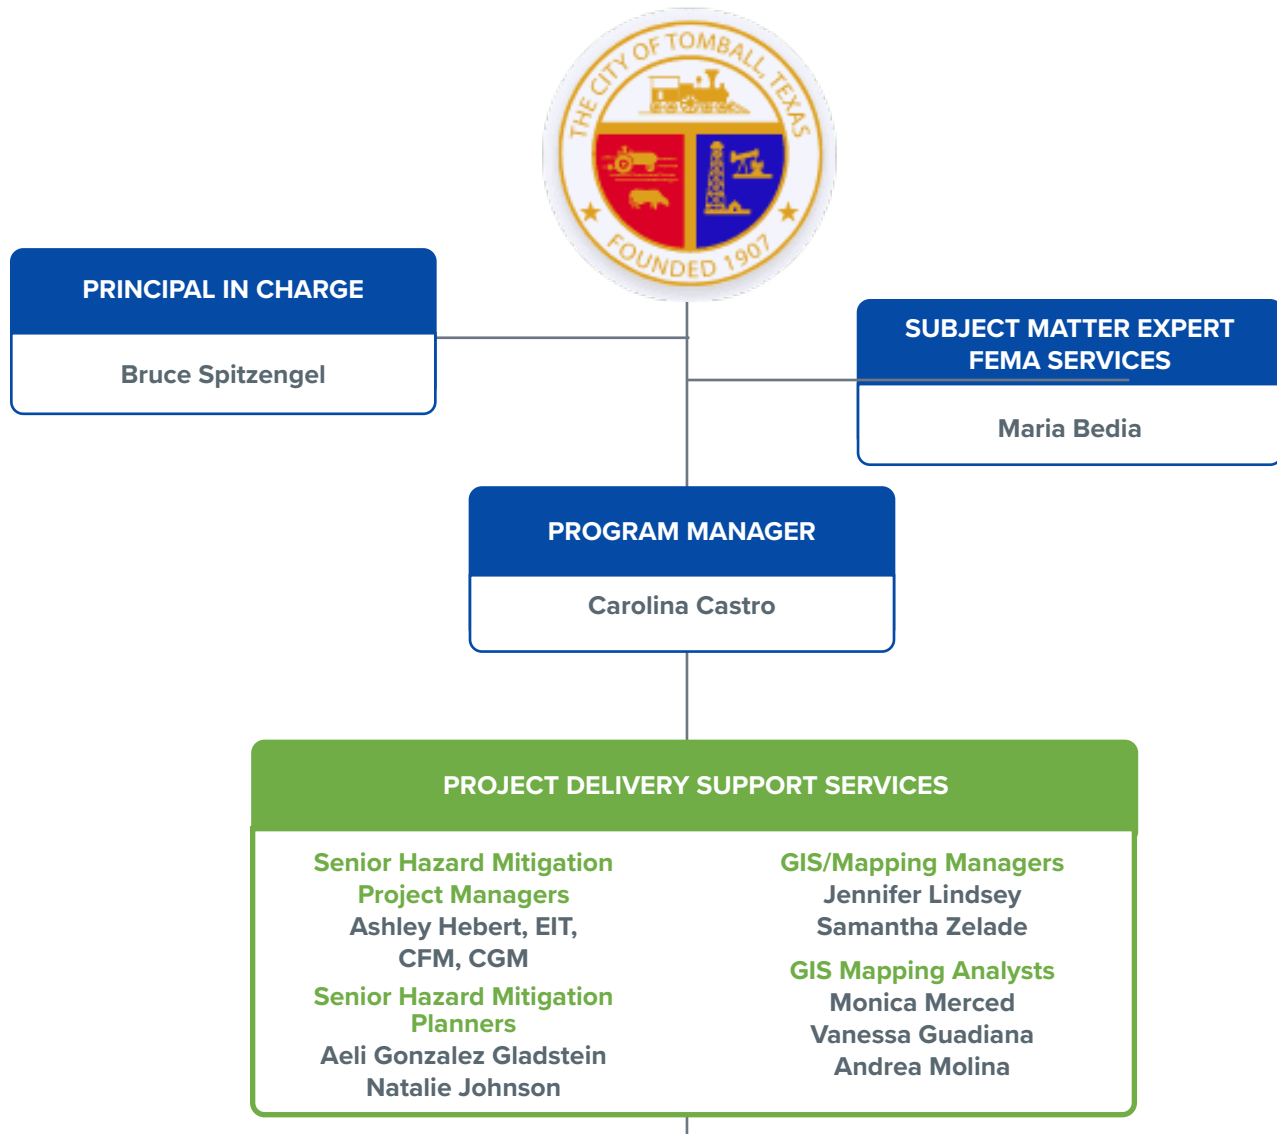 THE CITY OF TOMBALL, TEXAS
FOUNDED 1907
PRINCIPAL IN CHARGE
Bruce Spitzengel
SUBJECT MATTER EXPERT
FEMA SERVICES
Maria Bedia
PROGRAM MANAGER
Carolina Castro
PROJECT DELIVERY SUPPORT SERVICES
Senior Hazard Mitigation
Project Managers
Ashley Hebert, EIT,
CFM, CGM
Senior Hazard Mitigation
Planners
Aeli Gonzalez Gladstein
Natalie Johnson
GIS/Mapping Managers
Jennifer Lindsey
Samantha Zelade
GIS Mapping Analysts
Monica Merced
Vanessa Guadiana
Andrea Molina